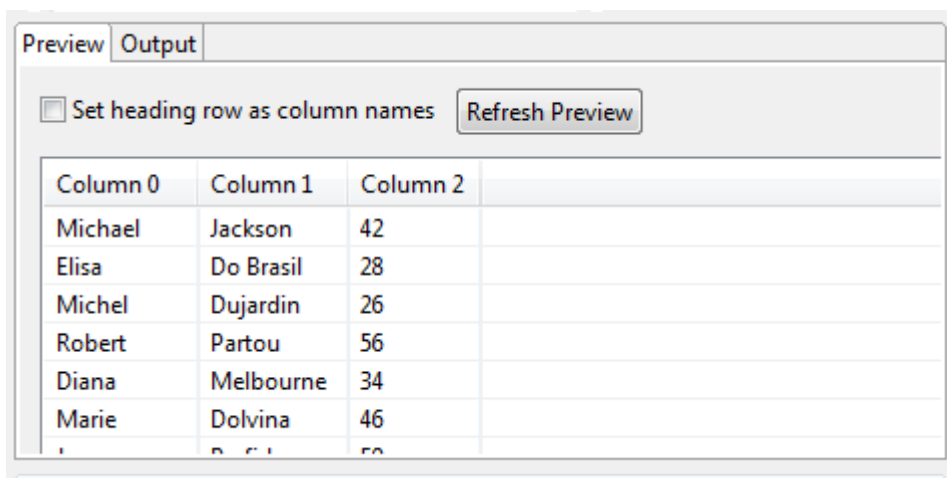 Preview Output
Set heading row as column names Refresh Preview
Column 0 Column 1 Column 2
Michael Jackson 42
Elisa Do Brasil 28
Michel Dujardin 26
Robert Partou 56
Diana Melbourne 34
Marie Dolvina 46